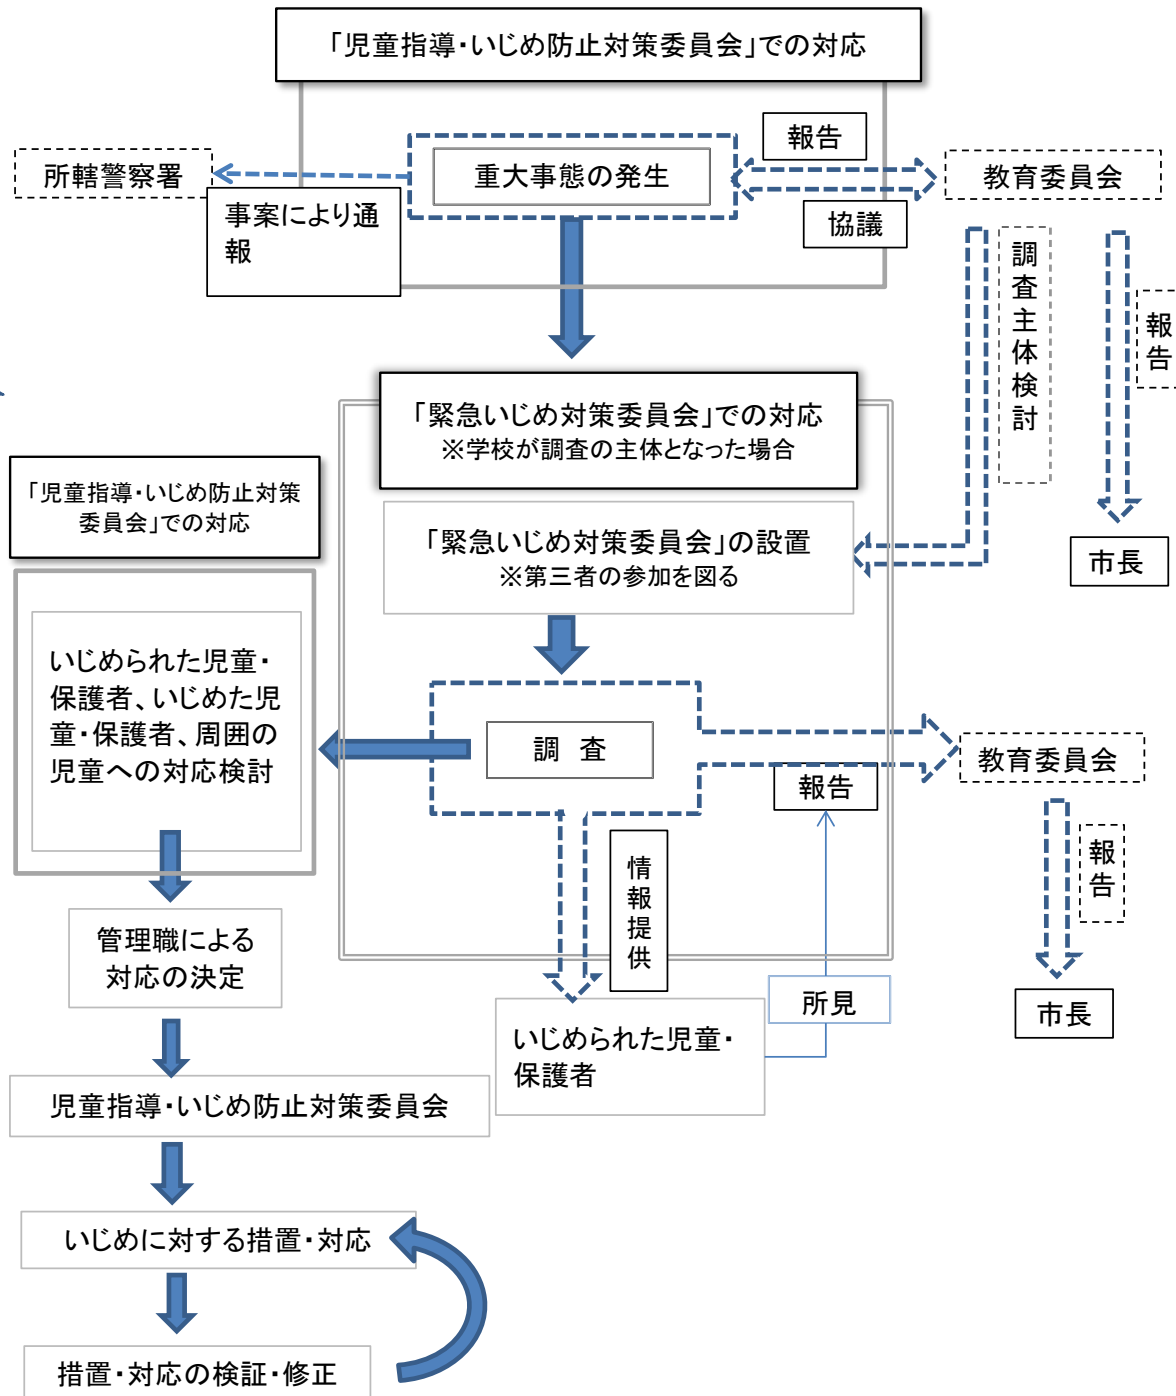 「児童指導・いじめ防止対策委員会」での対応
報告
所轄警察署
重大事態の発生
教育委員会
事案により通
報
協議
調査主体検討
報告
「緊急いじめ対策委員会」での対応
※学校が調査の主体となった場合
「児童指導・いじめ防止対策
委員会」での対応
「緊急いじめ対策委員会」の設置
※第三者の参加を図る
市長
いじめられた児童・
保護者、いじめた児
童・保護者、周囲の
児童への対応検討
調 査
教育委員会
報告
情報提供
報告
管理職による
対応の決定
所見
市長
いじめられた児童・
保護者
児童指導・いじめ防止対策委員会
いじめに対する措置・対応
措置・対応の検証・修正